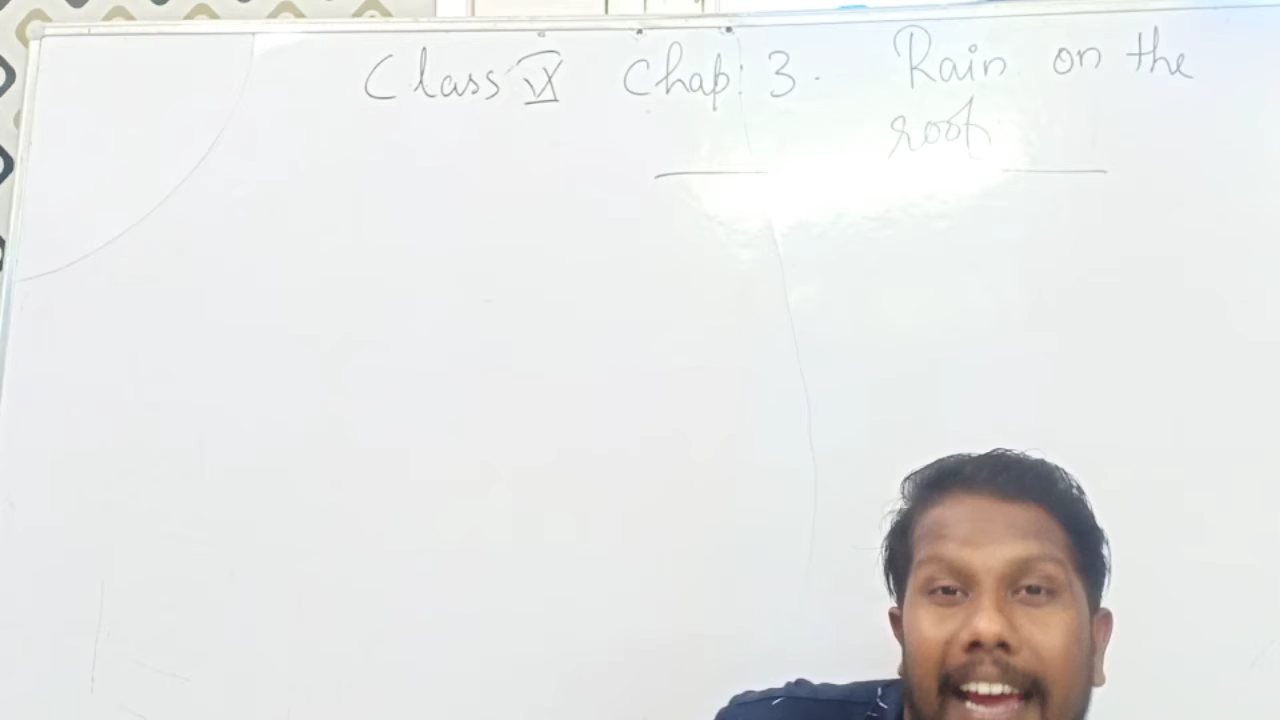 Class IX Chap: 3. Rain on the
roof.